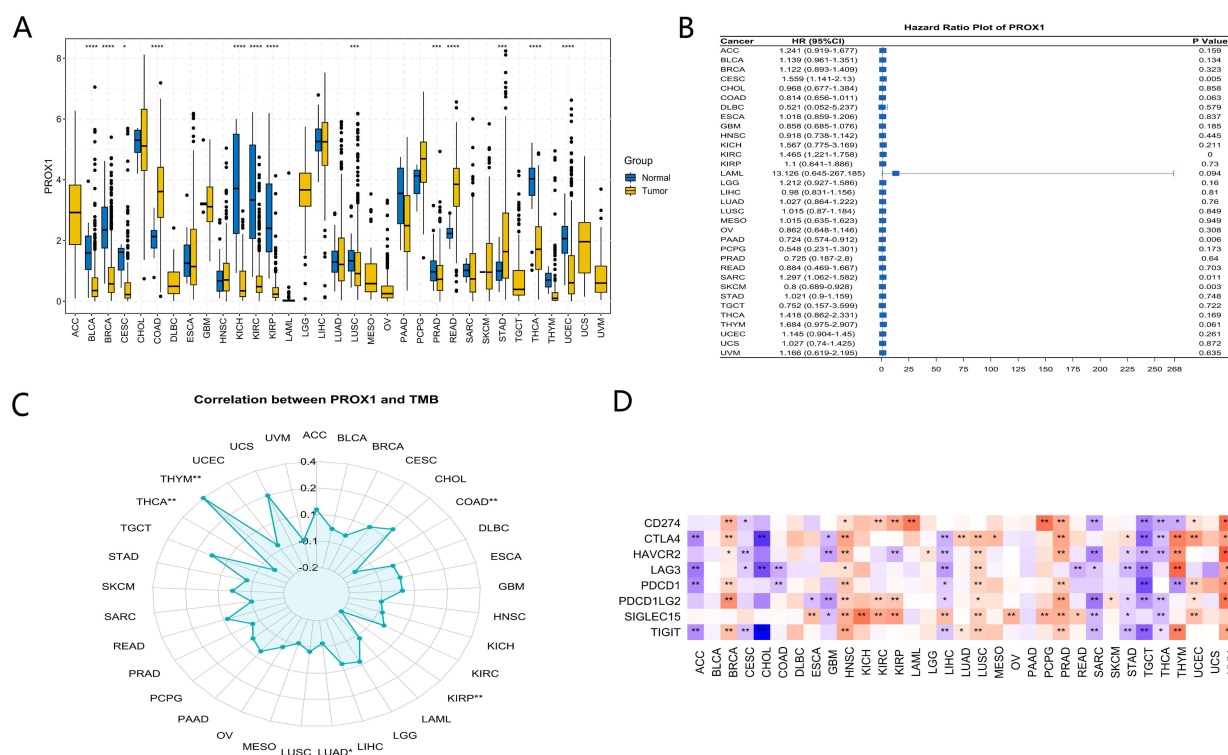 A
**** **** * **** **** **** **** *** *** **** *** **** ****
8
6
4
2
0
PROX1
Group
Normal
Tumor
ACC BLCA BRCA CESC CHOL COAD DLBC ESCA GBM HNSC KICH KIRC KIRP LAML LGG LIHC LUAD LUSC MESO OV PAAD PCPG PRAD READ SARC SKCM STAD TGCT THCA THYM UCEC UCS UVM
B
Hazard Ratio Plot of PROX1
Cancer HR (95%CI) P Value
ACC 1.241 (0.919-1.677) 0.159
BLCA 1.139 (0.961-1.351) 0.134
BRCA 1.122 (0.893-1.409) 0.323
CESC 1.559 (1.141-2.13) 0.005
CHOL 0.968 (0.677-1.384) 0.858
COAD 0.814 (0.656-1.011) 0.063
DLBC 0.521 (0.052-5.237) 0.579
ESCA 1.018 (0.859-1.206) 0.837
GBM 0.858 (0.685-1.076) 0.185
HNSC 0.918 (0.738-1.142) 0.445
KICH 1.567 (0.775-3.169) 0.211
KIRC 1.465 (1.221-1.758) 0
KIRP 1.1 (0.641-1.886) 0.73
LAML 13.126 (0.645-267.185) 0.094
LGG 1.212 (0.927-1.586) 0.16
LIHC 0.98 (0.831-1.156) 0.81
LUAD 1.027 (0.864-1.222) 0.76
LUSC 1.015 (0.87-1.184) 0.849
MESO 1.015 (0.635-1.623) 0.949
OV 0.862 (0.648-1.146) 0.308
PAAD 0.724 (0.574-0.912) 0.006
PCPG 0.548 (0.231-1.301) 0.173
PRAD 0.725 (0.187-2.8) 0.64
READ 0.884 (0.469-1.667) 0.703
SARC 1.297 (1.062-1.582) 0.011
SKCM 0.8 (0.689-0.928) 0.003
STAD 1.021 (0.9-1.159) 0.748
TGCT 0.752 (0.157-3.599) 0.722
THCA 1.418 (0.862-2.331) 0.169
THYM 1.684 (0.975-2.907) 0.061
UCEC 1.145 (0.904-1.45) 0.261
UCS 1.027 (0.74-1.425) 0.872
UVM 1.166 (0.619-2.195) 0.635
0 25 50 75 100 125 150 175 200 225 250 268
C
Correlation between PROX1 and TMB
ACC
BLCA
BRCA
CESC
CHOL
COAD**
DLBC
ESCA
GBM
HNSC
KICH
KIRC
KIRP**
LAML
LGG
LIHC
LUAD*
LUSC
MESO
OV
PAAD
PCPG
PRAD
READ
SARC
SKCM
STAD
TGCT
THCA**
THYM**
UCEC
UCS
UVM
0.4
0.2
-0.1
-0.2
D
CD274
CTLA4
HAVCR2
LAG3
PDCD1
PDCD1LG2
SIGLEC15
TIGIT
ACC BLCA BRCA CESC CHOL COAD DLBC ESCA GBM HNSC KICH KIRC KIRP LAML LGG LIHC LUAD LUSC MESO OV PAAD PCPG PRAD READ SARC SKCM STAD TGCT THCA THYM UCEC UCS